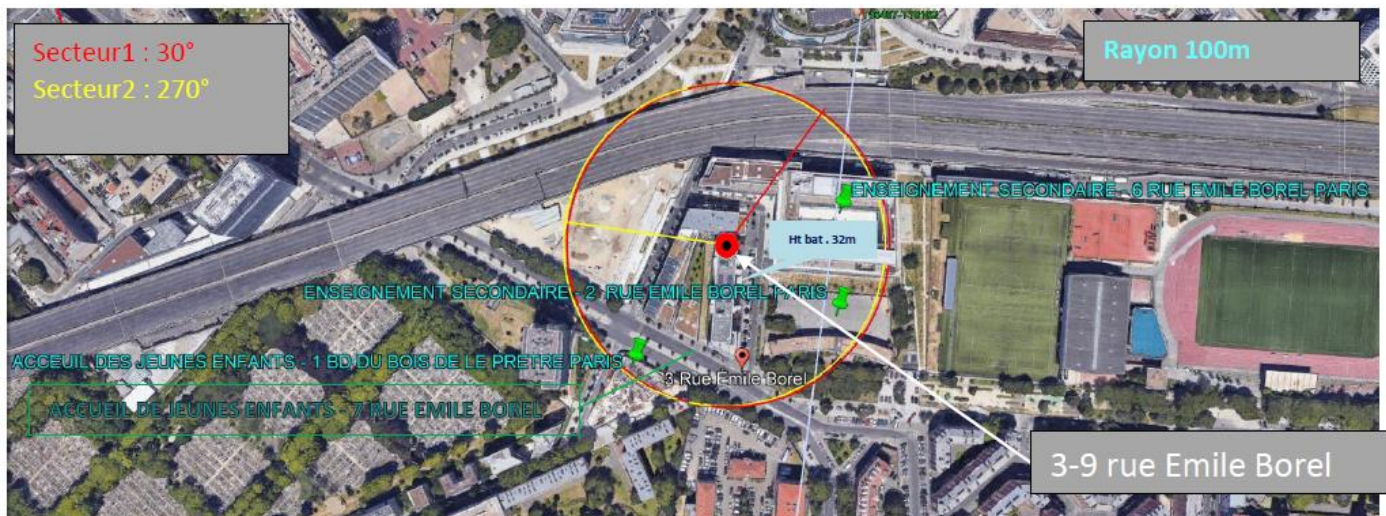 Secteur1 : 30°
Secteur2 : 270°
Rayon 100m
ENSEIGNEMENT SECONDAIRE - 6 RUE EMILE BOREL PARIS
Ht bat . 32m
ENSEIGNEMENT SECONDAIRE - 2 RUE EMILE BOREL PARIS
ACCEUIL DES JEUNES ENFANTS - 1 BD DU BOIS DE LE PRETRE PARIS
3 Rue Emile Borel
ACCUEIL DE JEUNES ENFANTS - 7 RUE EMILE BOREL
3-9 rue Emile Borel